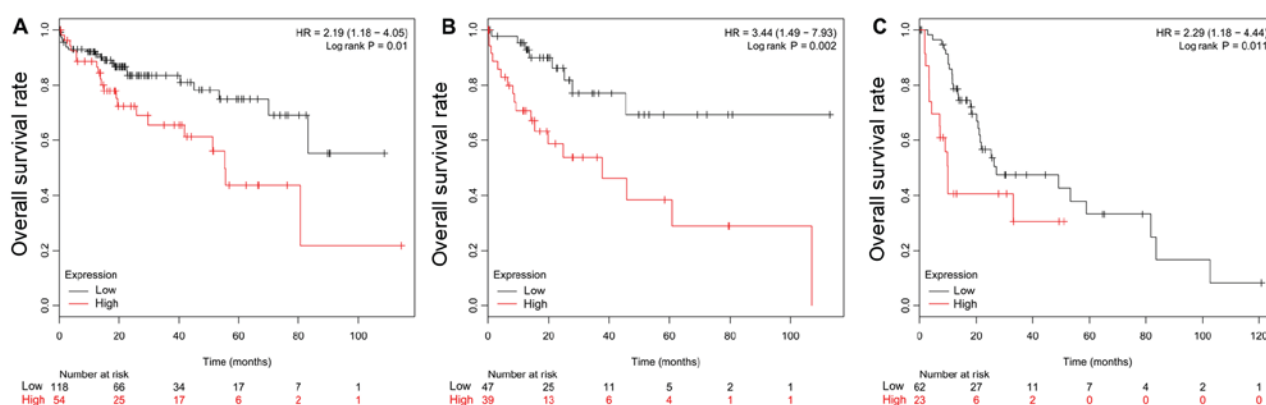 A
HR = 2.19 (1.18 – 4.05)
Log rank P = 0.01
Overall survival rate
1.0
0.8
0.6
0.4
0.2
0.0
Expression
Low
High
0 20 40 60 80 100
Time (months)
Number at risk
Low 118 66 34 17 7 1
High 54 25 17 6 2 1
B
HR = 3.44 (1.49 – 7.93)
Log rank P = 0.002
Overall survival rate
1.0
0.8
0.6
0.4
0.2
0.0
Expression
Low
High
0 20 40 60 80 100
Time (months)
Number at risk
Low 47 25 11 5 2 1
High 39 13 6 4 1 1
C
HR = 2.29 (1.18 – 4.44)
Log rank P = 0.011
Overall survival rate
1.0
0.8
0.6
0.4
0.2
0.0
Expression
Low
High
0 20 40 60 80 100 120
Time (months)
Number at risk
Low 62 27 11 7 4 2 1
High 23 6 2 0 0 0 0